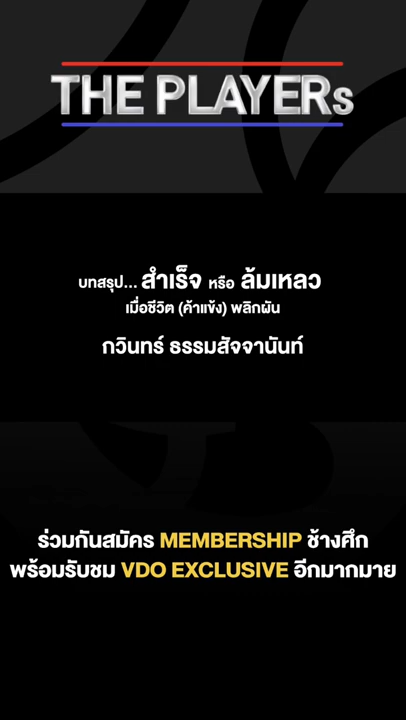 THE PLAYERs
บทสรุป... สำเร็จ หรือ ล้มเหลว
เมื่อชีวิต (ค้าแข้ง) พลิกผัน
กวินทร์ ธรรมสัจจานันท์
ร่วมกันสมัคร MEMBERSHIP ช้างศึก
พร้อมรับชม VDO EXCLUSIVE อีกมากมาย